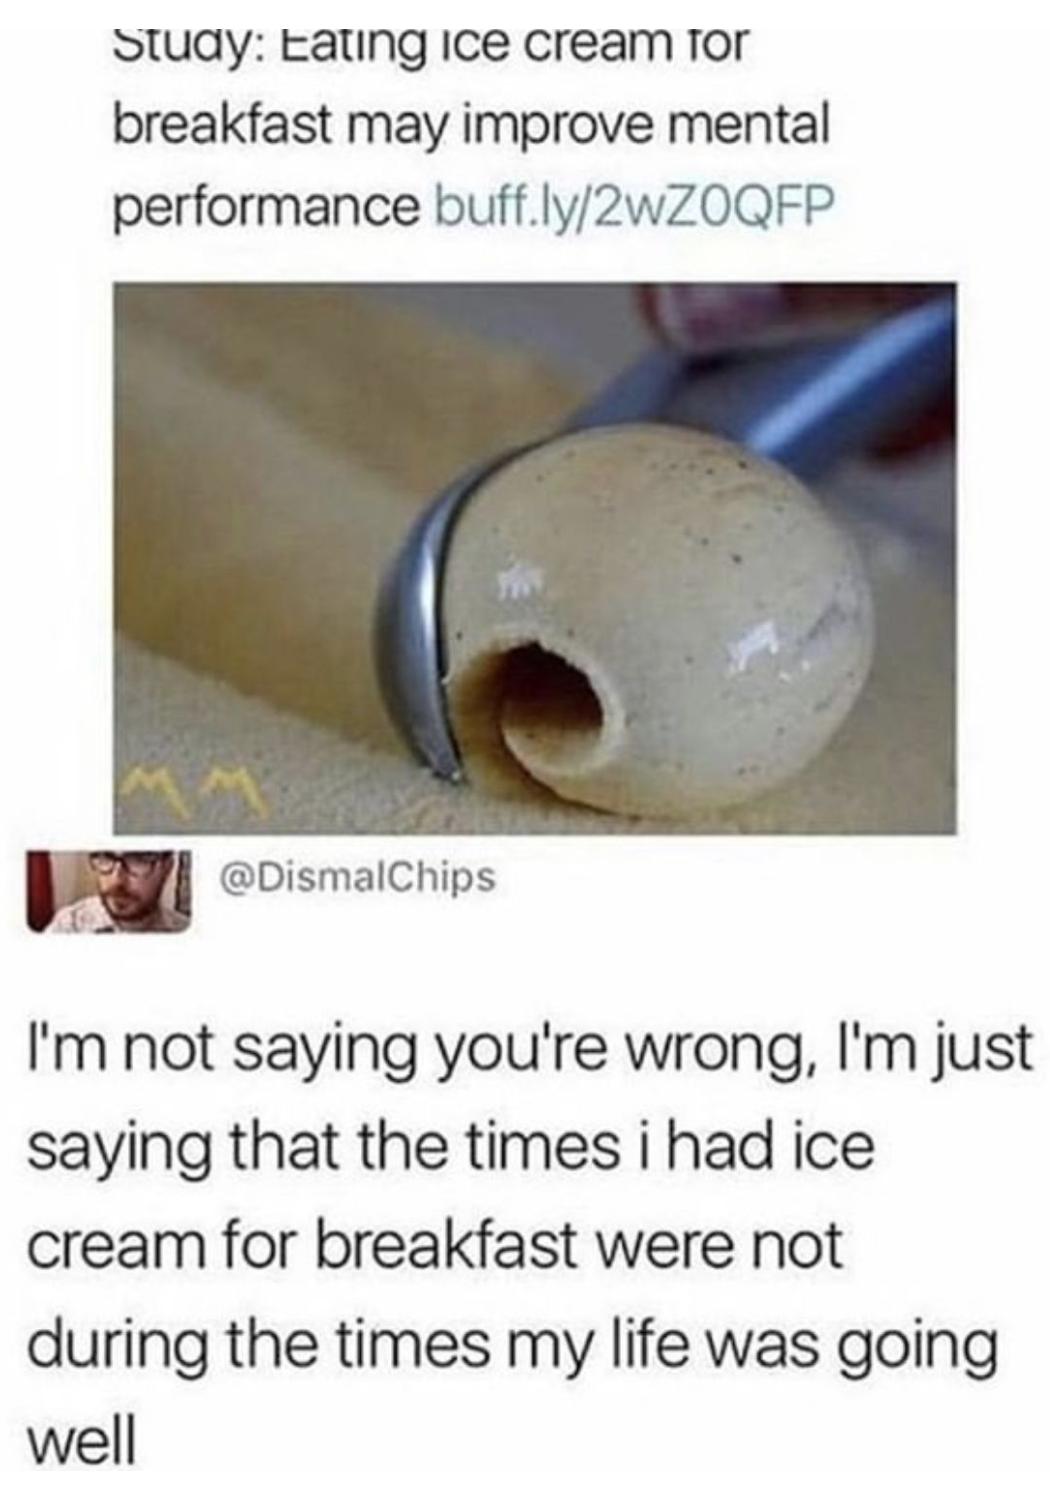 Study: Eating ice cream for
breakfast may improve mental
performance buff.ly/2wZ0QFP
MM
@DismalChips
I'm not saying you're wrong, I'm just
saying that the times i had ice
cream for breakfast were not
during the times my life was going
well